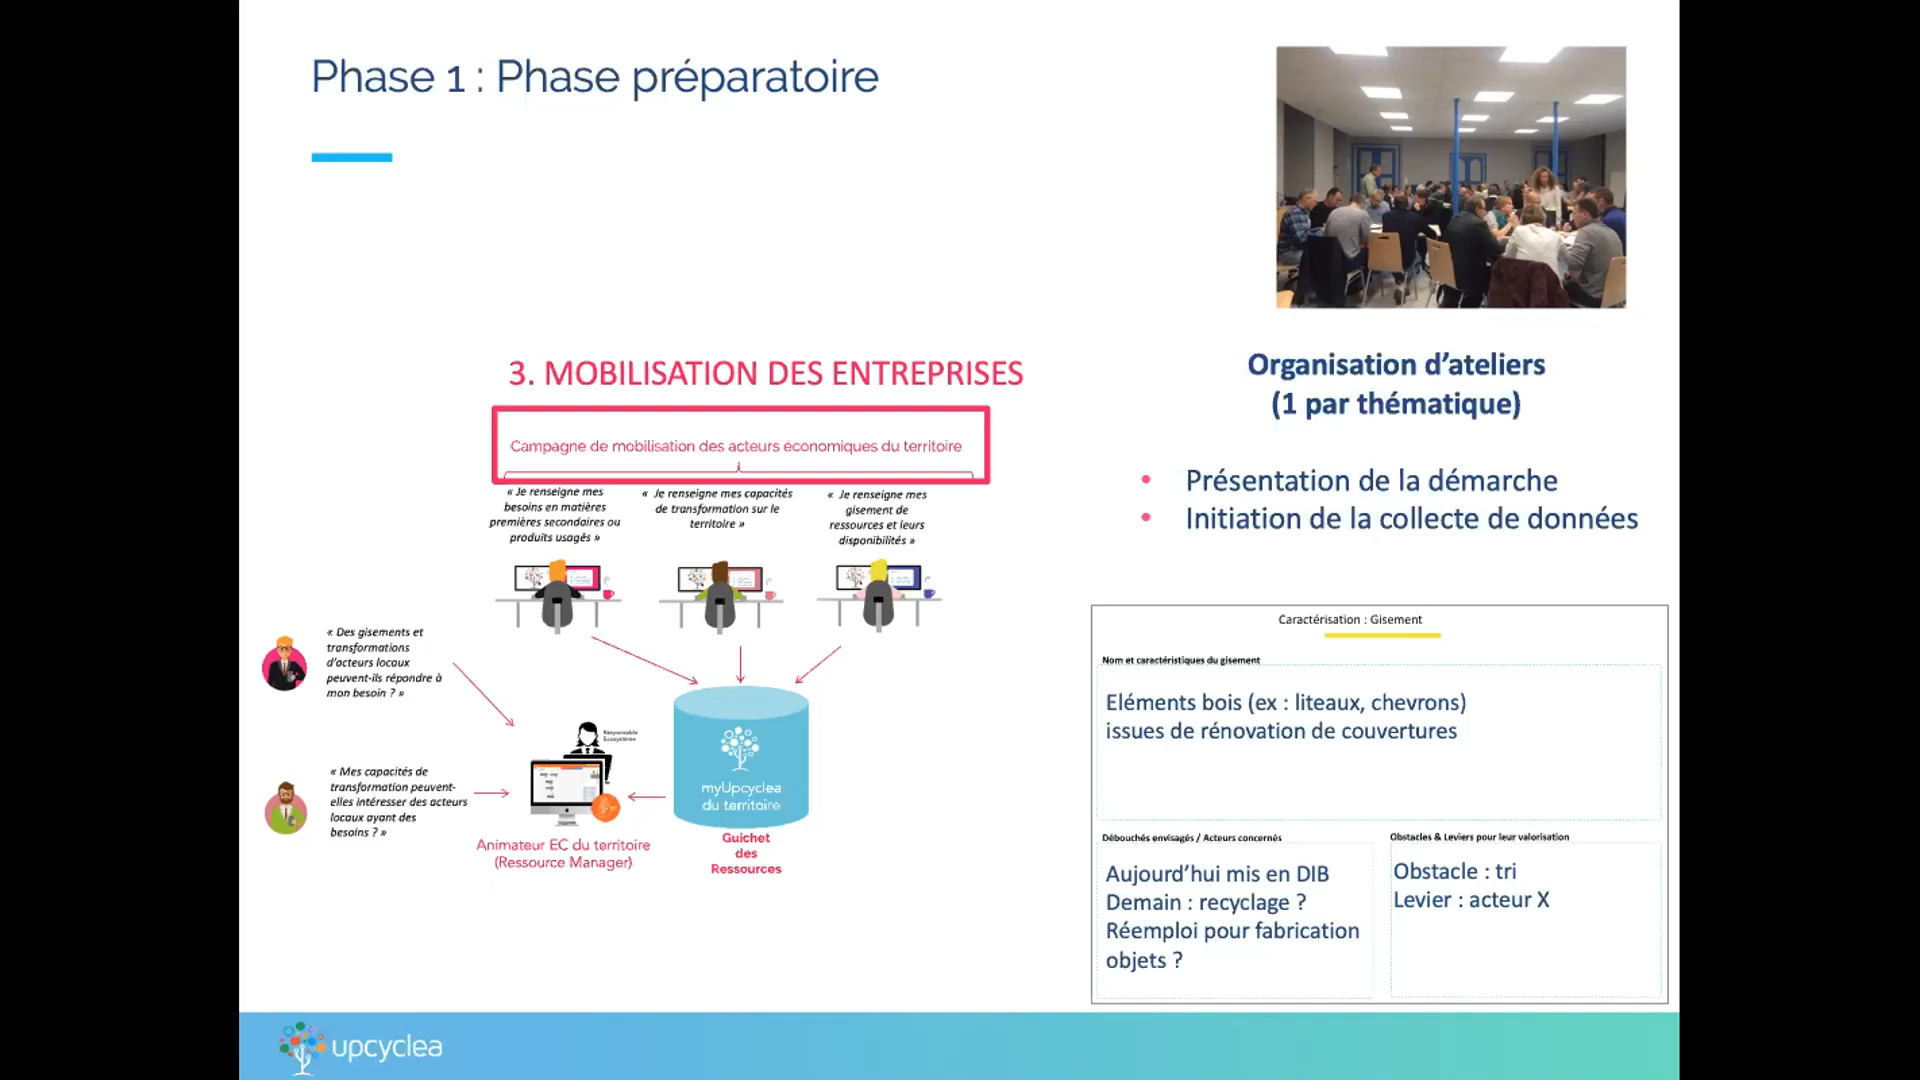 Phase 1 : Phase préparatoire
3. MOBILISATION DES ENTREPRISES
Campagne de mobilisation des acteurs économiques du territoire
« Je renseigne mes
besoins en matières
premières secondaires ou
produits usagés »
« Je renseigne mes capacités
de transformation sur le
territoire »
« Je renseigne mes
gisement de
ressources et leurs
disponibilités »
« Des gisements et
transformations
d'acteurs locaux
peuvent-ils répondre à
mon besoin ? »
« Mes capacités de
transformation peuvent-
elles intéresser des acteurs
locaux ayant des
besoins ? »
Responsable
Ecosystème
Animateur EC du territoire
(Ressource Manager)
myUpcyclea
du territoire
Guichet
des
Ressources
Organisation d'ateliers
(1 par thématique)
• Présentation de la démarche
• Initiation de la collecte de données
Caractérisation : Gisement
Nom et caractéristiques du gisement
Eléments bois (ex : liteaux, chevrons)
issues de rénovation de couvertures
Débouchés envisagés / Acteurs concernés
Aujourd'hui mis en DIB
Demain : recyclage ?
Réemploi pour fabrication
objets ?
Obstacles & Leviers pour leur valorisation
Obstacle : tri
Levier : acteur X
upcyclea